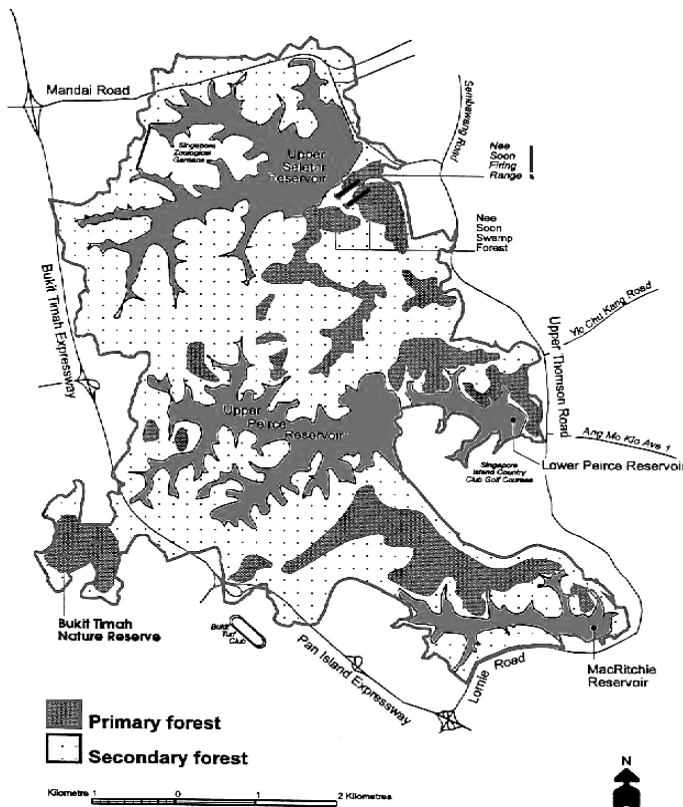 Mandai Road
Sembawang Road
Singapore
Zoological
Gardens
Upper
Seletar
Reservoir
Nee
Soon
Firing
Range
Nee
Soon
Swamp
Forest
Bukit Timah Expressway
Upper Thomson Road
Yio Chu Kang Road
Upper
Peirce
Reservoir
Ang Mo Kio Ave 1
Lower Peirce Reservoir
Singapore
Island Country
Club Golf Courses
Bukit Timah
Nature Reserve
Bukit
Turf
Club
Pan Island Expressway
Lornie Road
MacRitchie
Reservoir
Primary forest
Secondary forest
N
Kilometre 1 0 1 2 Kilometres